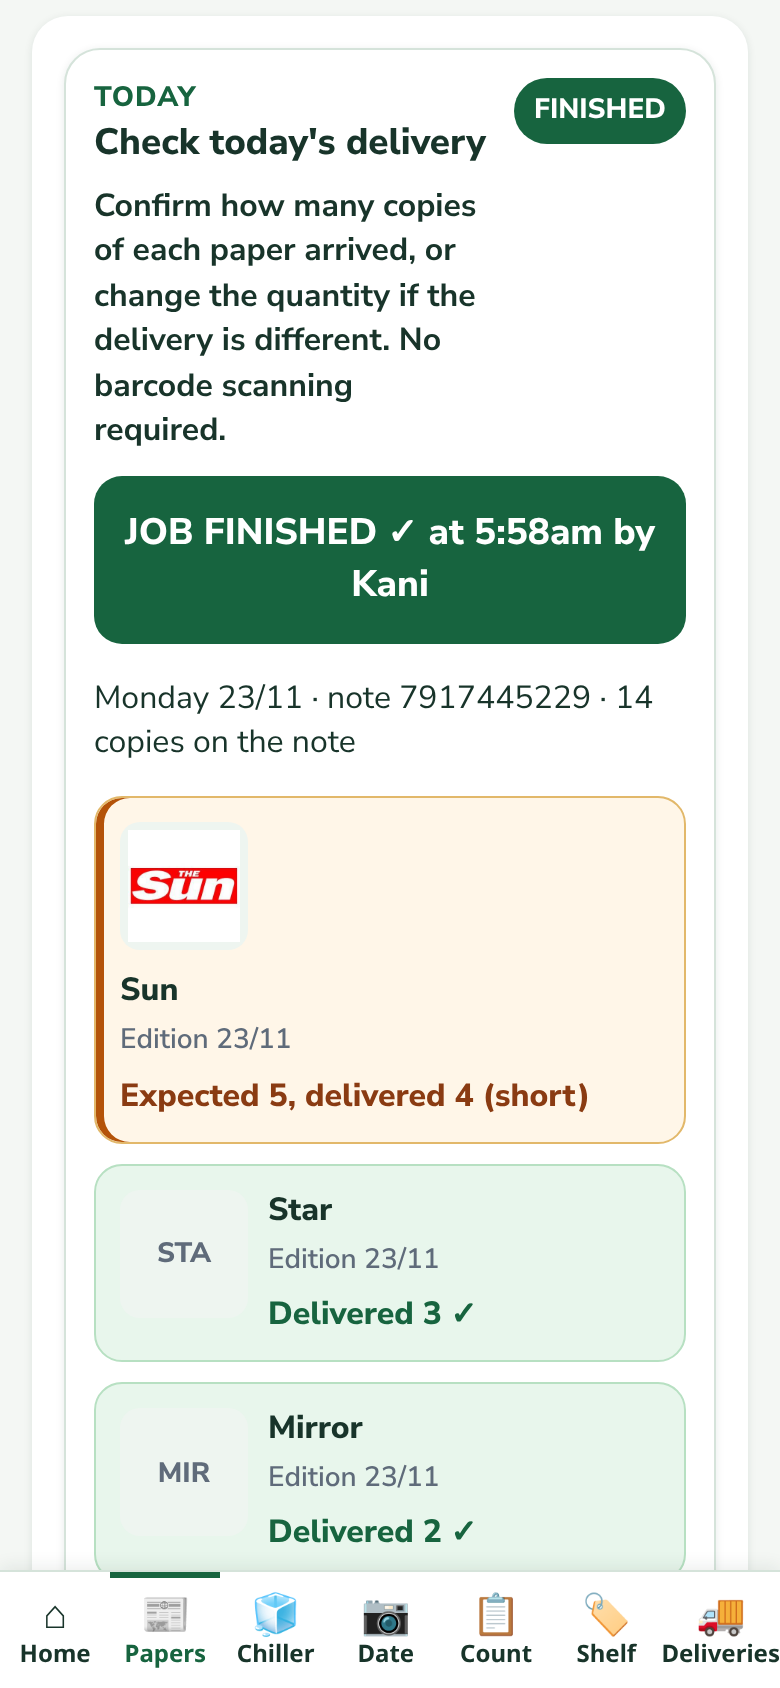 TODAY
FINISHED
Check today's delivery
Confirm how many copies
of each paper arrived, or
change the quantity if the
delivery is different. No
barcode scanning
required.
JOB FINISHED ✓ at 5:58am by
Kani
Monday 23/11 · note 7917445229 · 14
copies on the note
THE
Sun
Sun
Edition 23/11
Expected 5, delivered 4 (short)
STA
Star
Edition 23/11
Delivered 3 ✓
MIR
Mirror
Edition 23/11
Delivered 2 ✓
Home
Papers
Chiller
Date
Count
Shelf
Deliveries